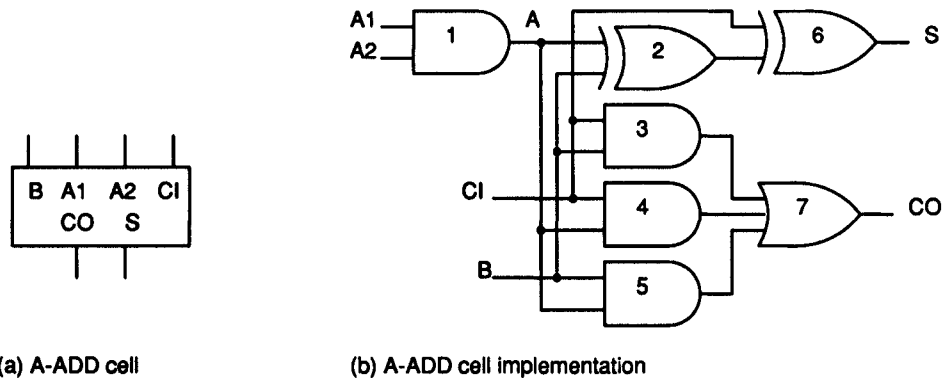 A1
A2
1
A
2
6
S
3
B A1 A2 CI
CO S
CI
4
7
CO
B
5
(a) A-ADD cell
(b) A-ADD cell implementation